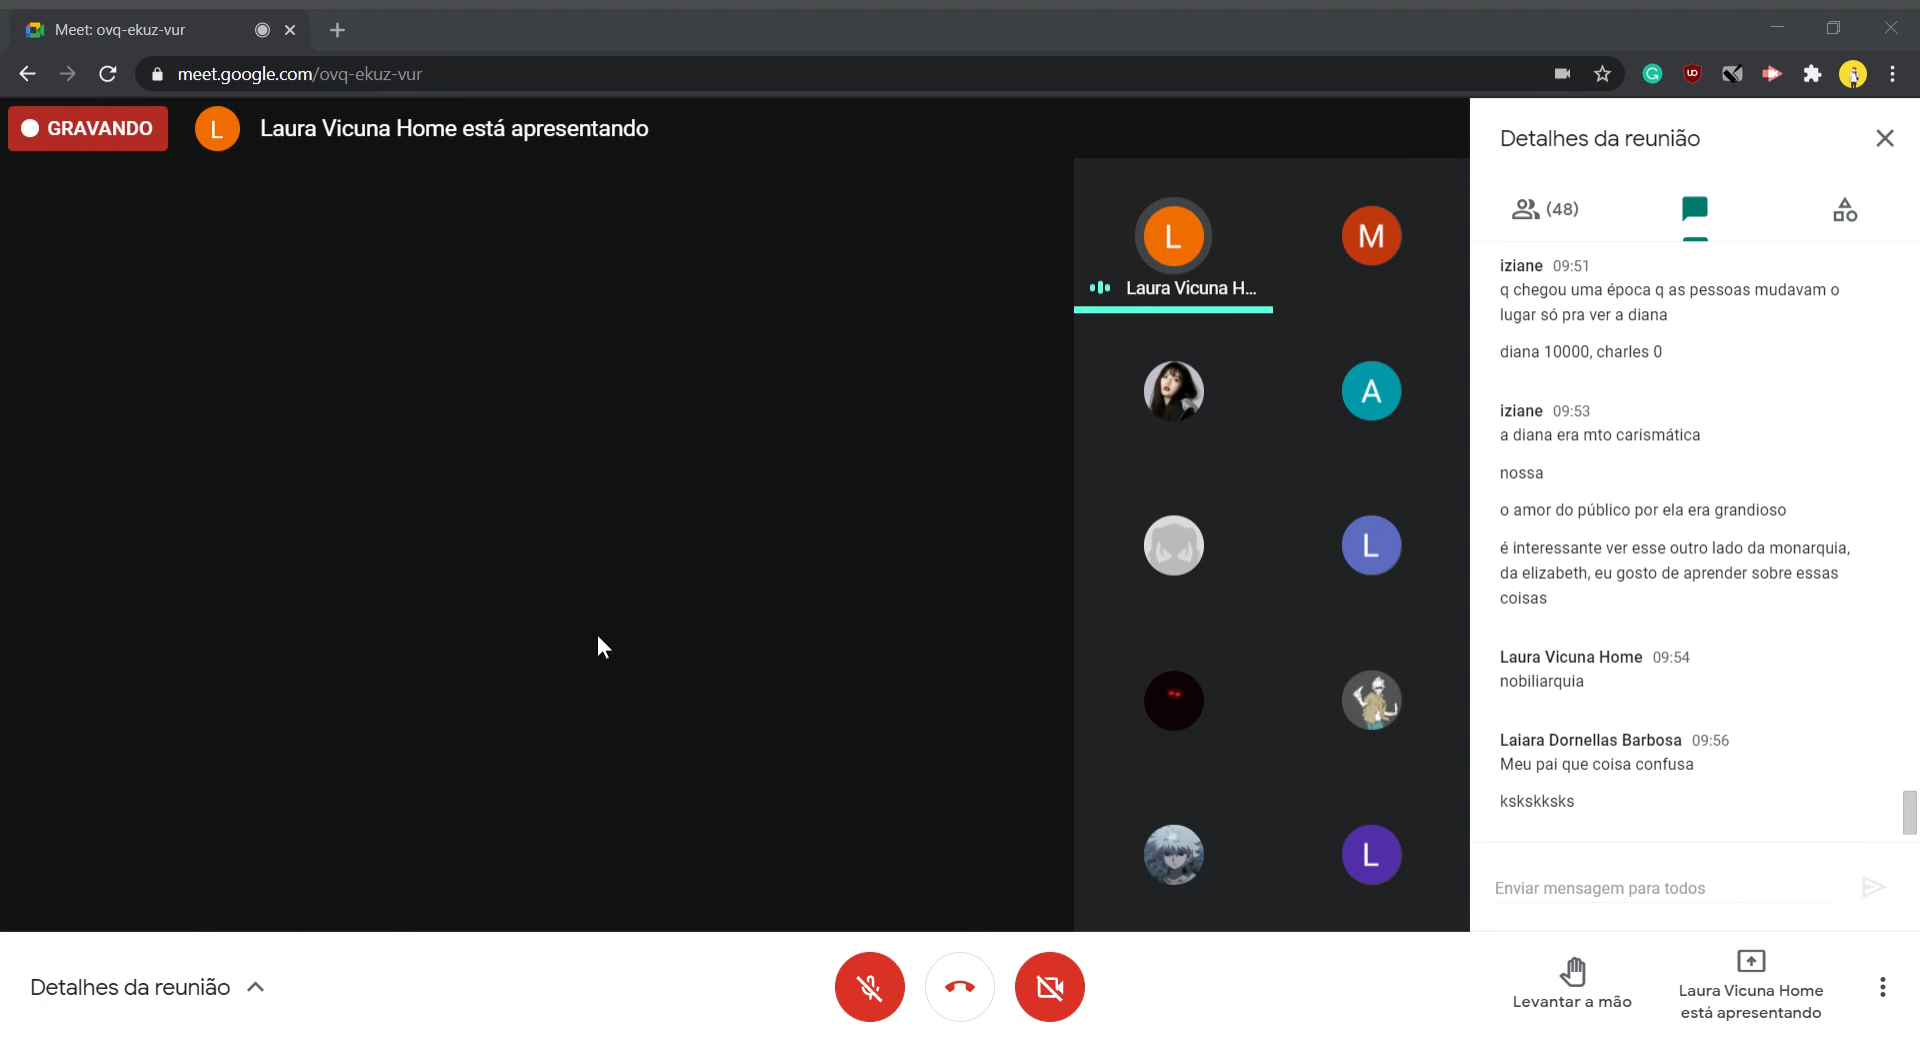 Meet: ovq-ekuz-vur
meet.google.com/ovq-ekuz-vur
GRAVANDO
L
Laura Vicuna Home está apresentando
L
M
Laura Vicuna H...
A
L
L
Detalhes da reunião
(48)
iziane 09:51
q chegou uma época q as pessoas mudavam o
lugar só pra ver a diana
diana 10000, charles 0
iziane 09:53
a diana era mto carismática
nossa
o amor do público por ela era grandioso
é interessante ver esse outro lado da monarquia,
da elizabeth, eu gosto de aprender sobre essas
coisas
Laura Vicuna Home 09:54
nobiliarquia
Laiara Dornellas Barbosa 09:56
Meu pai que coisa confusa
kskskksks
Enviar mensagem para todos
Detalhes da reunião
Levantar a mão
Laura Vicuna Home
está apresentando